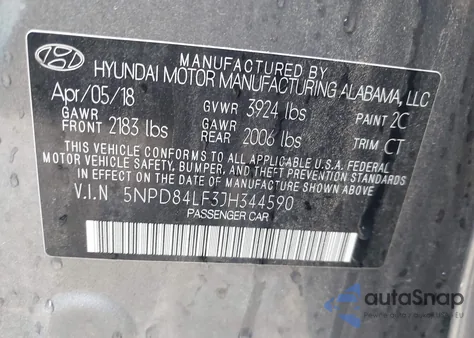 MANUFACTURED BY
HYUNDAI MOTOR MANUFACTURING ALABAMA, LLC
Apr/05/18 GVWR 3924 lbs PAINT 2C
GAWR FRONT 2183 lbs GAWR REAR 2006 lbs TRIM CT
THIS VEHICLE CONFORMS TO ALL APPLICABLE U.S.A. FEDERAL
MOTOR VEHICLE SAFETY, BUMPER, AND THEFT PREVENTION
STANDARDS IN EFFECT ON THE DATE OF
MANUFACTURE SHOWN ABOVE.
V.I.N 5NPD84LF3JH344590
PASSENGER CAR
autoSnap